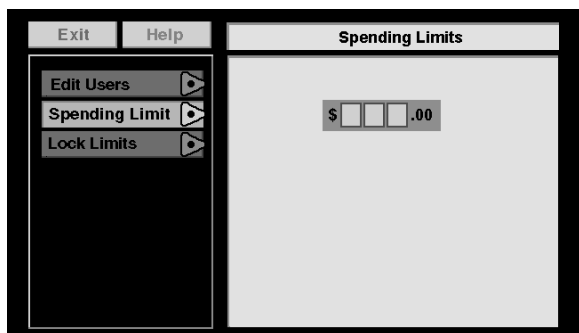 Exit
Help
Spending Limits
Edit Users
Spending Limit
Lock Limits
$ .00